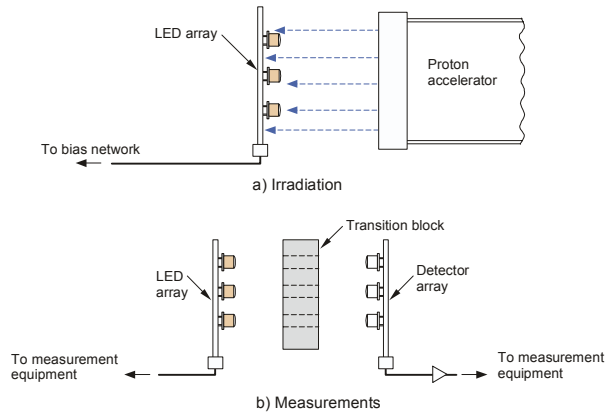 LED array
Proton
accelerator
To bias network
a) Irradiation
Transition block
LED
array
Detector
array
To measurement
equipment
To measurement
equipment
b) Measurements